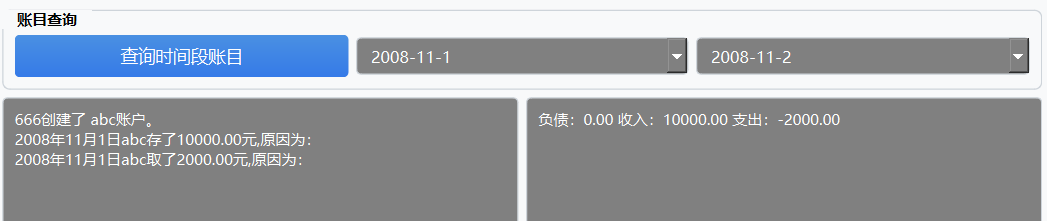 账目查询
查询时间段账目
2008-11-1
2008-11-2
666创建了 abc账户。
2008年11月1日abc存了10000.00元,原因为：
2008年11月1日abc取了2000.00元,原因为：
负债：0.00 收入：10000.00 支出：-2000.00